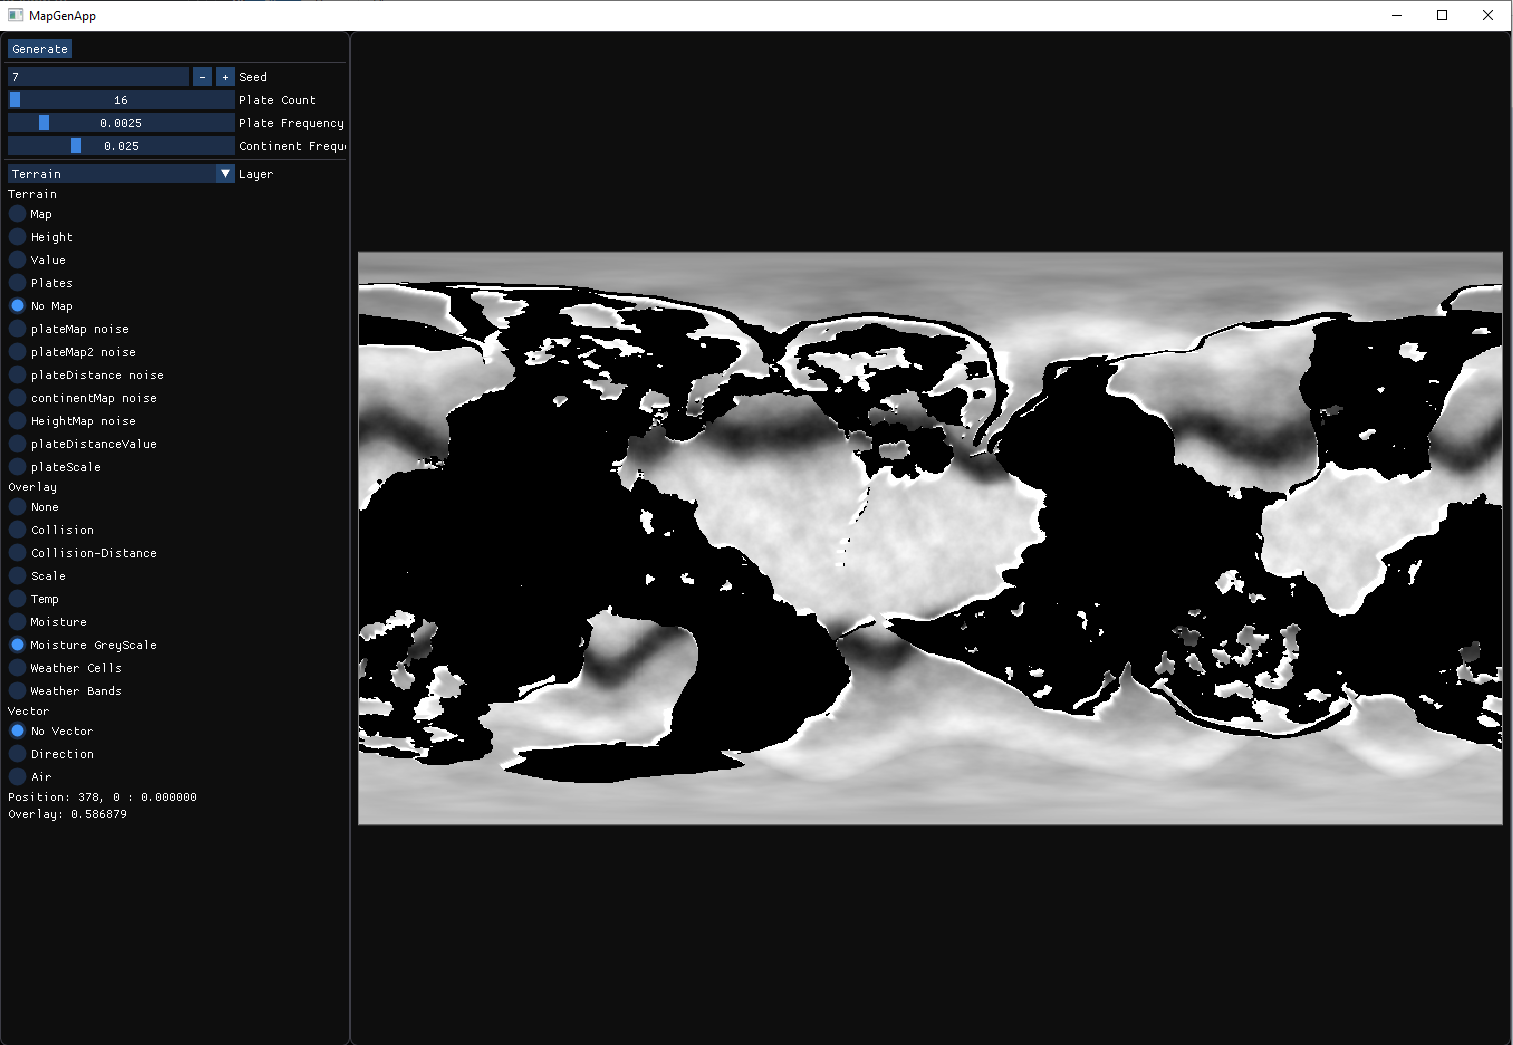 MapGenApp
Generate
7 - + Seed
16 Plate Count
0.0025 Plate Frequency
0.025 Continent Frequ
Terrain Layer
Terrain
Map
Height
Value
Plates
No Map
plateMap noise
plateMap2 noise
plateDistance noise
continentMap noise
HeightMap noise
plateDistanceValue
plateScale
Overlay
None
Collision
Collision-Distance
Scale
Temp
Moisture
Moisture GreyScale
Weather Cells
Weather Bands
Vector
No Vector
Direction
Air
Position: 378, 0 : 0.000000
Overlay: 0.586879